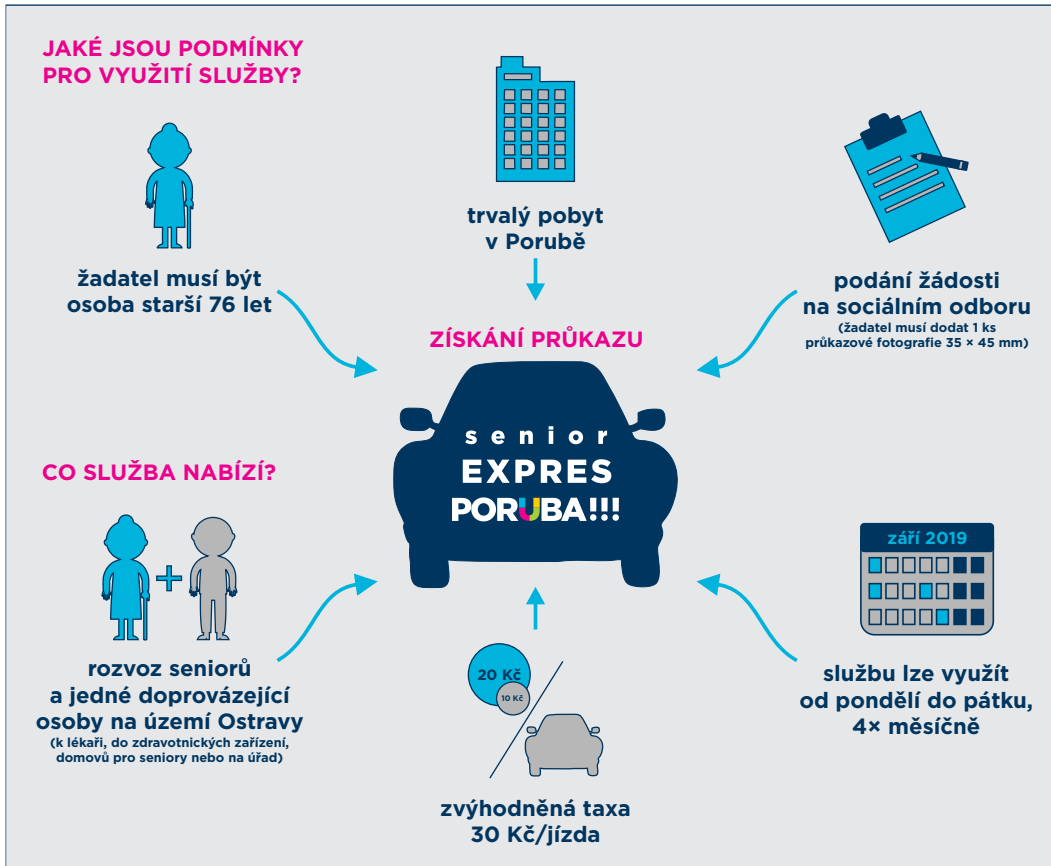 JAKÉ JSOU PODMÍNKY
PRO VYUŽITÍ SLUŽBY?
žadatel musí být
osoba starší 76 let
trvalý pobyt
v Porubě
podání žádosti
na sociálním odboru
(žadatel musí dodat 1 ks
průkazové fotografie 35 × 45 mm)
ZÍSKÁNÍ PRŮKAZU
senior
EXPRES
PORUBA!!!
CO SLUŽBA NABÍZÍ?
rozvoz seniorů
a jedné doprovázející
osoby na území Ostravy
(k lékaři, do zdravotnických zařízení,
domovů pro seniory nebo na úřad)
20 Kč
10 Kč
zvýhodněná taxa
30 Kč/jízda
září 2019
službu lze využít
od pondělí do pátku,
4× měsíčně